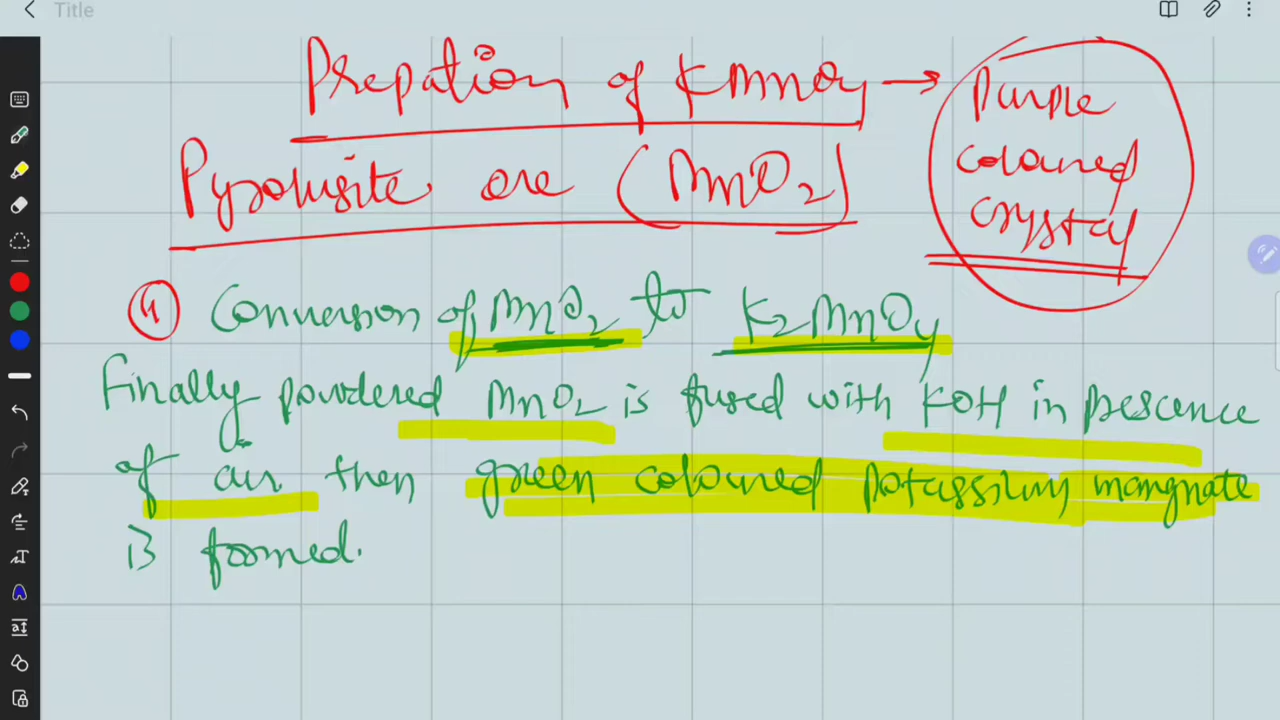 Title
Prepation of KMnO4 →
Purple
coloured
crystal
Pyrolusite ore (MnO2)
(1) Conversion of MnO2 to K2MnO4
Finally powdered MnO2 is fused with KOH in prescence
of air then green coloured potassium mangnate
is formed.